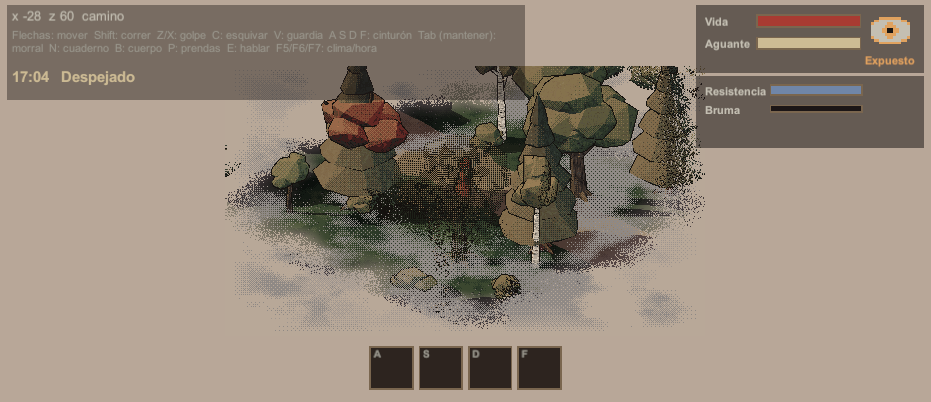 x -28 z 60 camino
Flechas: mover Shift: correr Z/X: golpe C: esquivar V: guardia A S D F: cinturón Tab (mantener):
morral N: cuaderno B: cuerpo P: prendas E: hablar F5/F6/F7: clima/hora
17:04 Despejado
Vida
Aguante
Expuesto
Resistencia
Bruma
A S D F